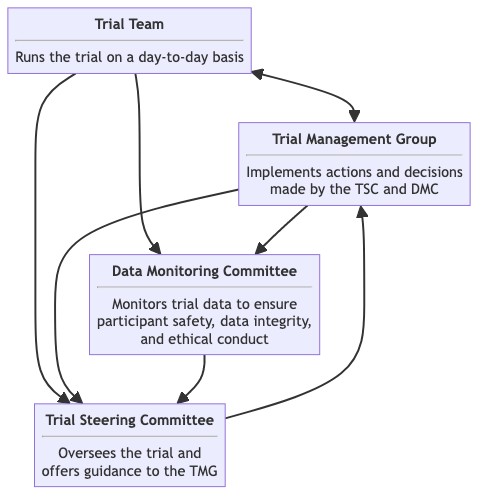 Trial Team
Runs the trial on a day-to-day basis
Trial Management Group
Implements actions and decisions
made by the TSC and DMC
Data Monitoring Committee
Monitors trial data to ensure
participant safety, data integrity,
and ethical conduct
Trial Steering Committee
Oversees the trial and
offers guidance to the TMG